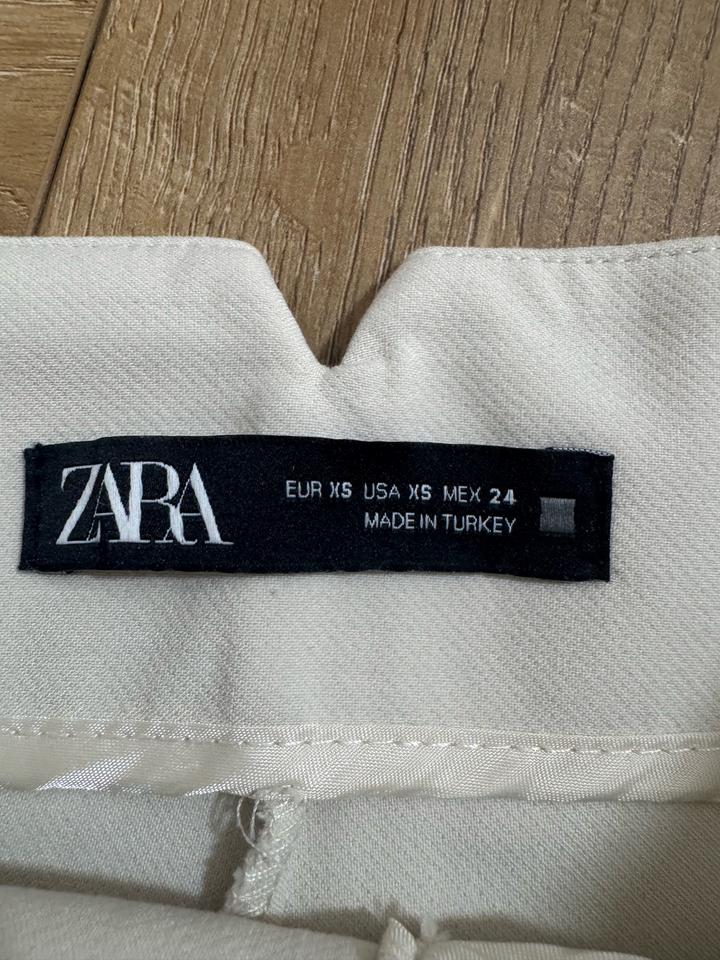 ZARA
EUR XS USA XS MEX 24
MADE IN TURKEY